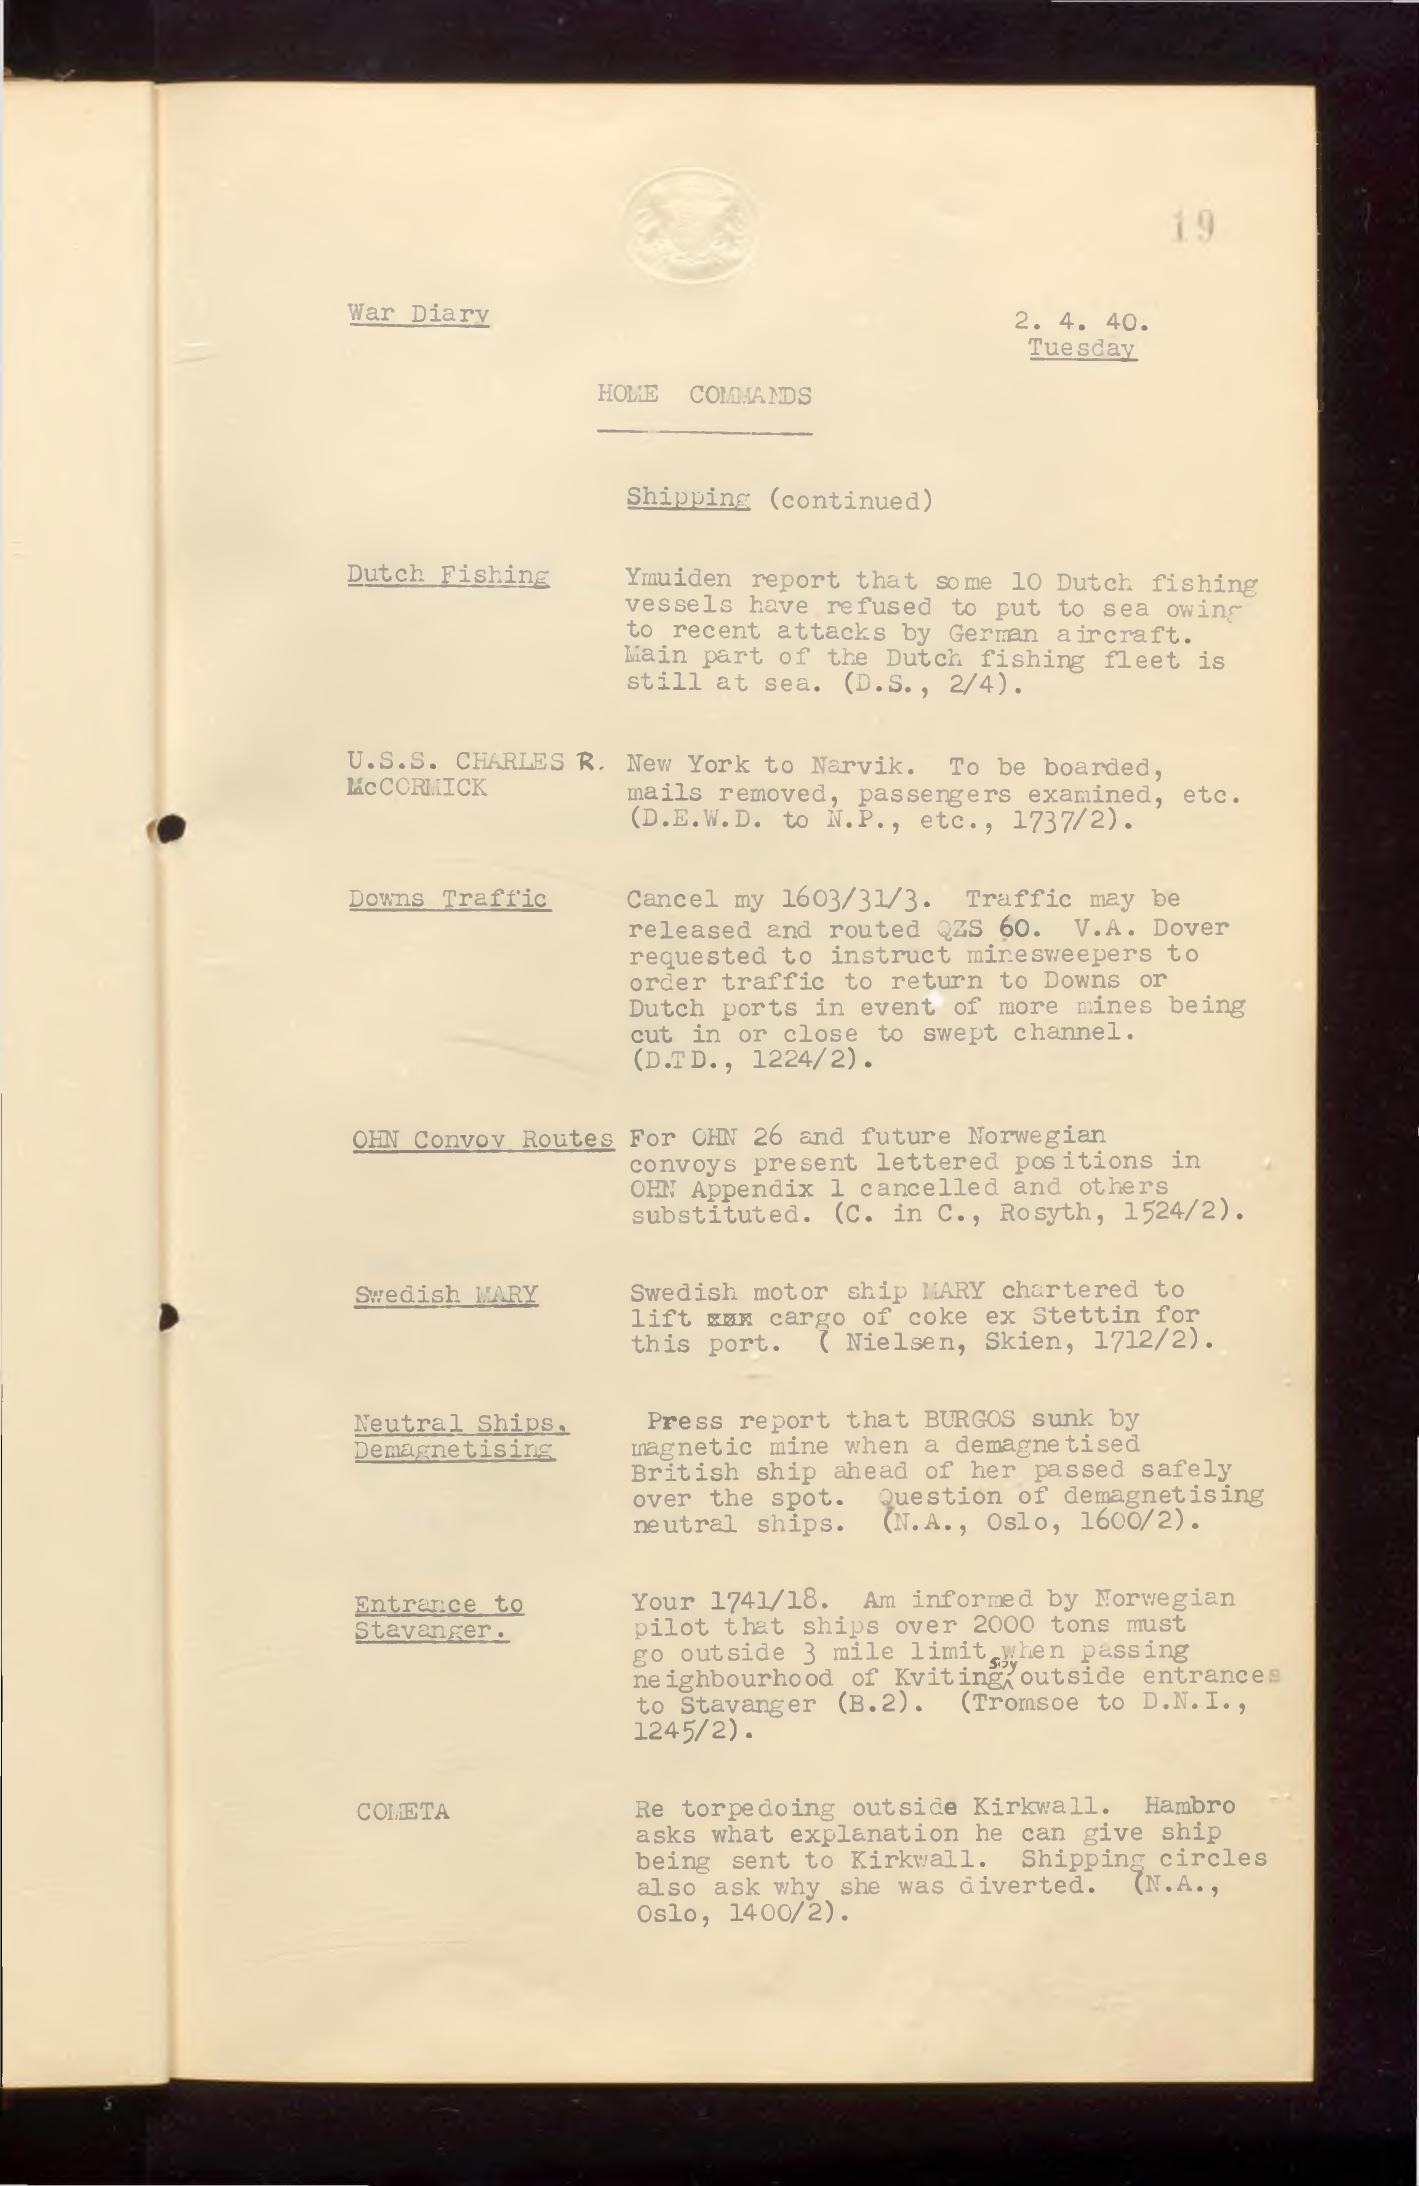 19
War Diary
2. 4. 40.
Tuesday
HOME COMMANDS
Shipping (continued)
Dutch Fishing
Ymuiden report that some 10 Dutch fishing
vessels have refused to put to sea owing
to recent attacks by German aircraft.
Main part of the Dutch fishing fleet is
still at sea. (D.S., 2/4).
U.S.S. CHARLES R.
McCORMICK
New York to Narvik. To be boarded,
mails removed, passengers examined, etc.
(D.E.W.D. to N.P., etc., 1737/2).
Downs Traffic
Cancel my 1603/31/3. Traffic may be
released and routed QZS 60. V.A. Dover
requested to instruct minesweepers to
order traffic to return to Downs or
Dutch ports in event of more mines being
cut in or close to swept channel.
(D.TD., 1224/2).
OHN Convoy Routes
For OHN 26 and future Norwegian
convoys present lettered positions in
OHN Appendix 1 cancelled and others
substituted. (C. in C., Rosyth, 1524/2).
Swedish MARY
Swedish motor ship MARY chartered to
lift cargo of coke ex Stettin for
this port. ( Nielsen, Skien, 1712/2).
Neutral Ships.
Demagnetising
Press report that BURGOS sunk by
magnetic mine when a demagnetised
British ship ahead of her passed safely
over the spot. Question of demagnetising
neutral ships. (N.A., Oslo, 1600/2).
Entrance to
Stavanger.
Your 1741/18. Am informed by Norwegian
pilot that ships over 2000 tons must
go outside 3 mile limit when passing
neighbourhood of Kvitingsoy outside entrances
to Stavanger (B.2). (Tromsoe to D.N.I.,
1245/2).
COMETA
Re torpedoing outside Kirkwall. Hambro
asks what explanation he can give ship
being sent to Kirkwall. Shipping circles
also ask why she was diverted. (N.A.,
Oslo, 1400/2).